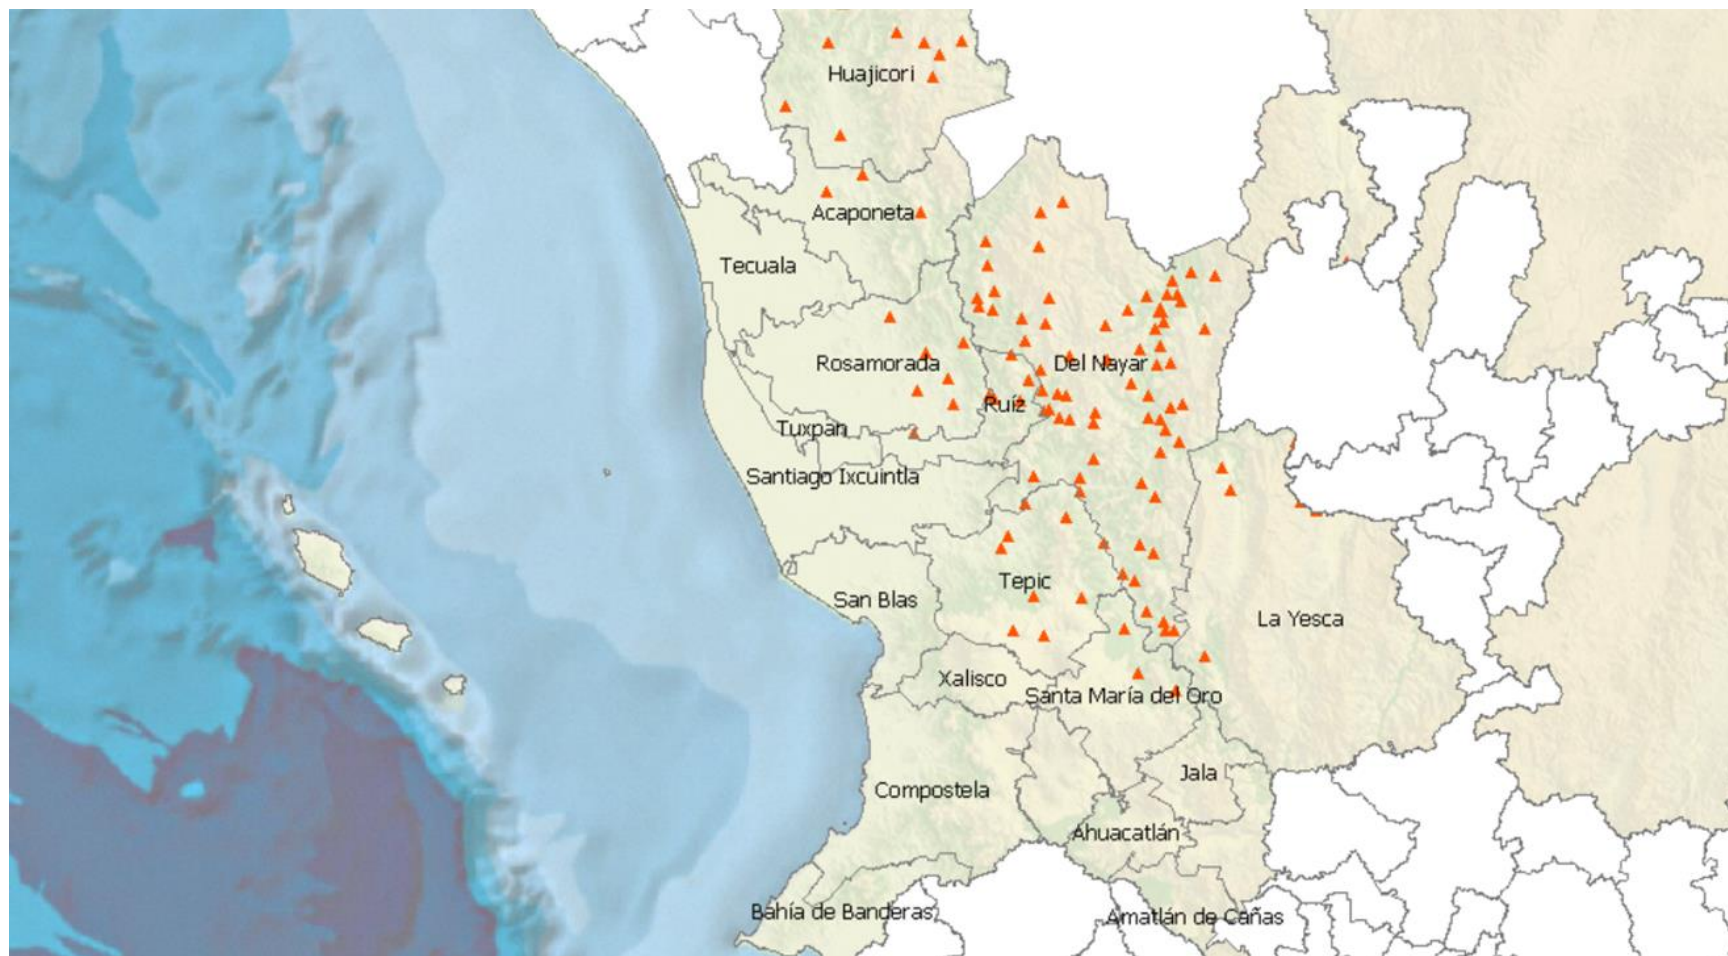 Huajicori
Acaponeta
Tecuala
Rosamorada
Del Nayar
Ruíz
Tuxpan
Santiago Ixcuintla
Tepic
San Blas
La Yesca
Xalisco
Santa María del Oro
Jala
Compostela
Ahuacatlán
Bahía de Banderas
Amatlán de Cañas